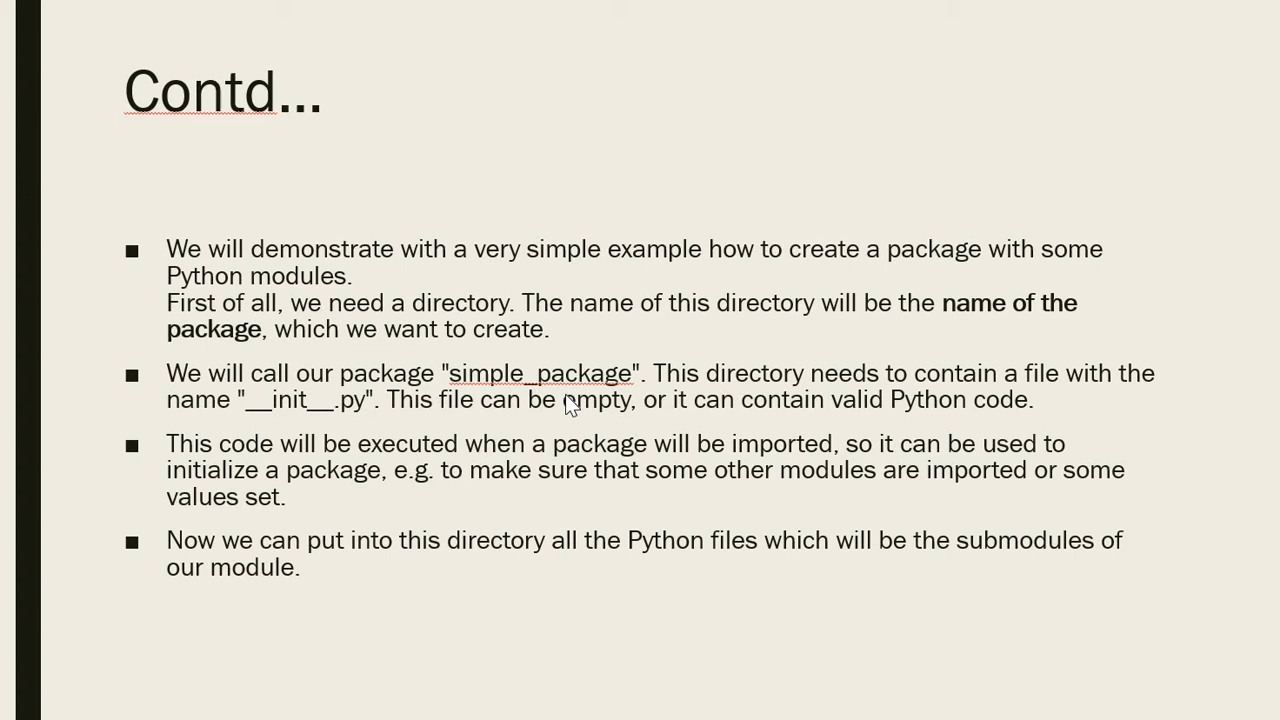 Contd...
We will demonstrate with a very simple example how to create a package with some
Python modules.
First of all, we need a directory. The name of this directory will be the name of the
package, which we want to create.
We will call our package "simple_package". This directory needs to contain a file with the
name "__init__.py". This file can be empty, or it can contain valid Python code.
This code will be executed when a package will be imported, so it can be used to
initialize a package, e.g. to make sure that some other modules are imported or some
values set.
Now we can put into this directory all the Python files which will be the submodules of
our module.